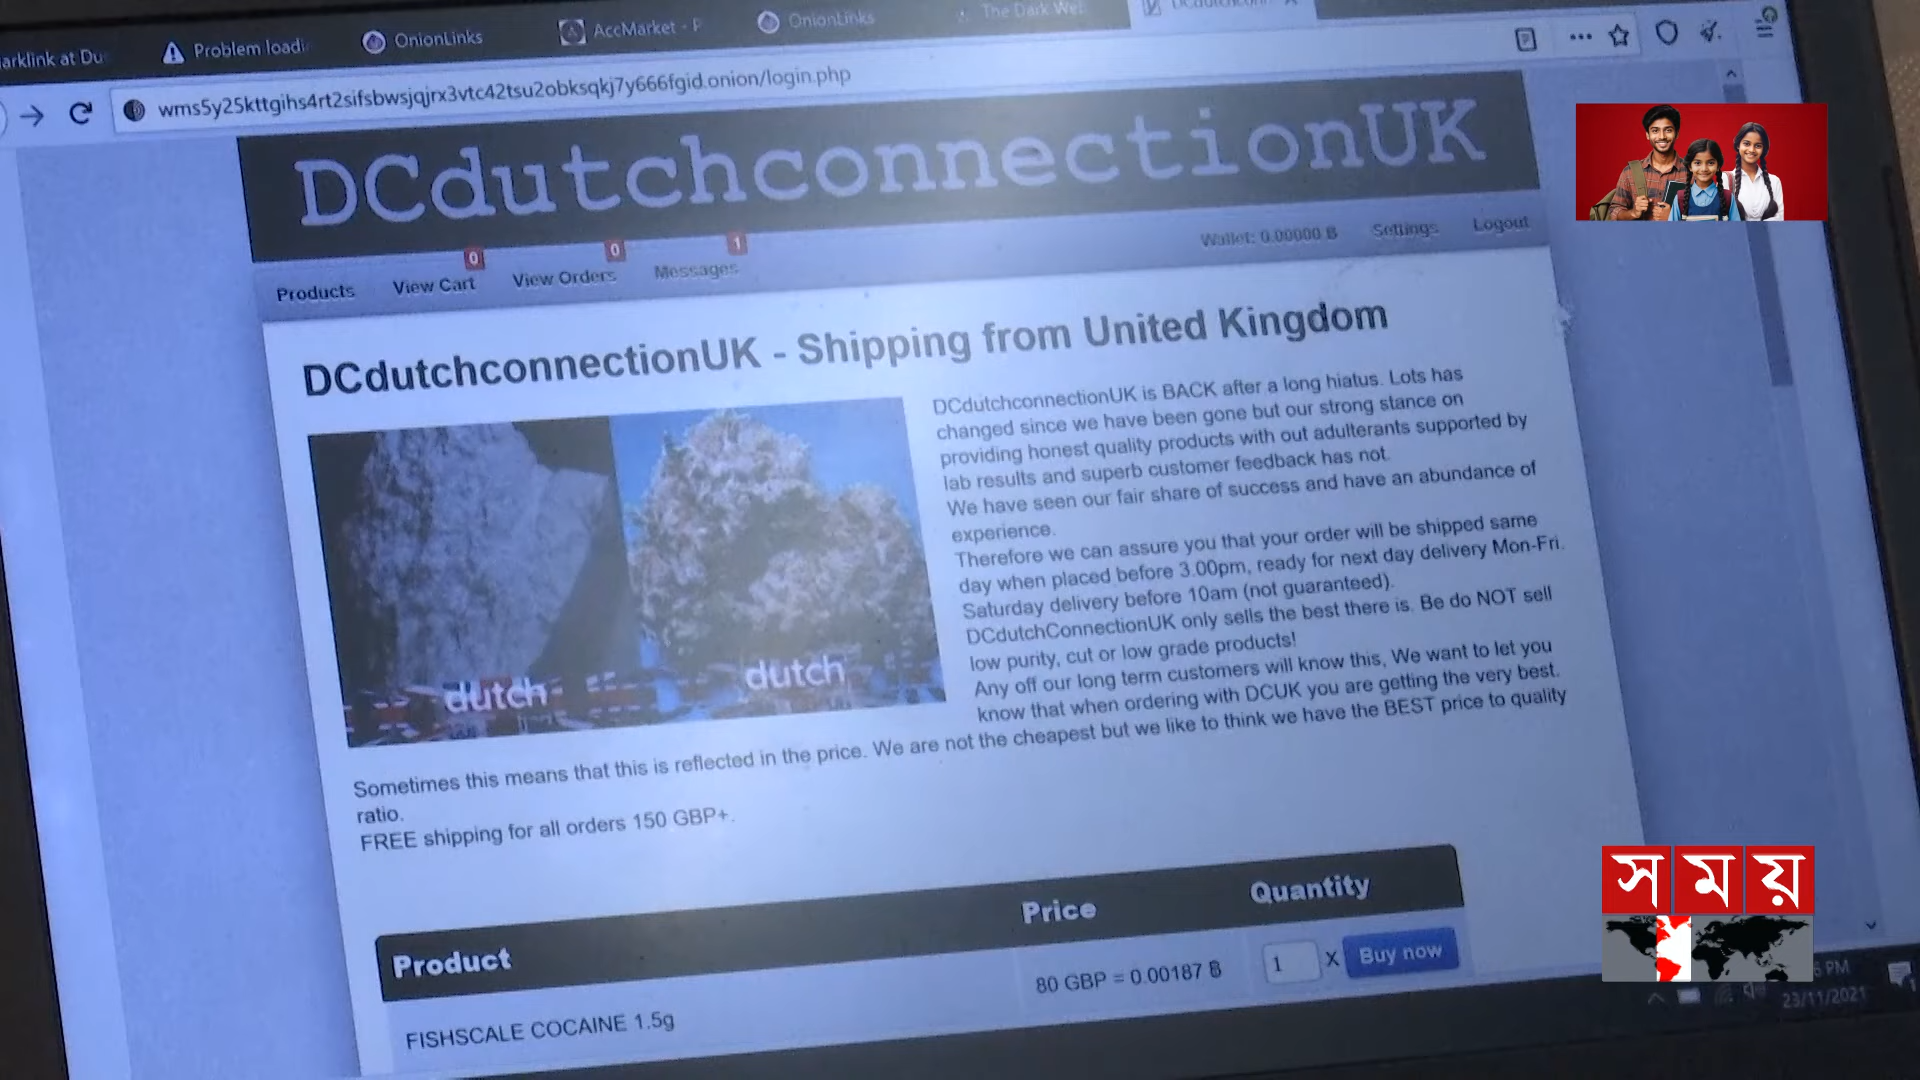 arklink at Du
Problem loadi
OnionLinks
AccMarket - P
OnionLinks
The Dark We
wms5y25kttgihs4rt2sifsbwsjqjrx3vtc42tsu2obksqkj7y666fgid.onion/login.php
DCdutchconnectionUK
Products
View Cart
0
View Orders
0
Messages
1
Wallet: 0.00000 ฿
Settings
Logout
DCdutchconnectionUK - Shipping from United Kingdom
DCdutchconnectionUK is BACK after a long hiatus. Lots has
changed since we have been gone but our strong stance on
providing honest quality products with out adulterants supported by
lab results and superb customer feedback has not.
We have seen our fair share of success and have an abundance of
experience.
Therefore we can assure you that your order will be shipped same
day when placed before 3.00pm, ready for next day delivery Mon-Fri.
Saturday delivery before 10am (not guaranteed).
DCdutchConnectionUK only sells the best there is. Be do NOT sell
low purity, cut or low grade products!
Any off our long term customers will know this, We want to let you
know that when ordering with DCUK you are getting the very best.
Sometimes this means that this is reflected in the price. We are not the cheapest but we like to think we have the BEST price to quality
ratio.
FREE shipping for all orders 150 GBP+.
dutch
dutch
Product
Price
Quantity
FISHSCALE COCAINE 1.5g
80 GBP = 0.00187 ฿
1
X
Buy now
সময়
PM
23/11/2021